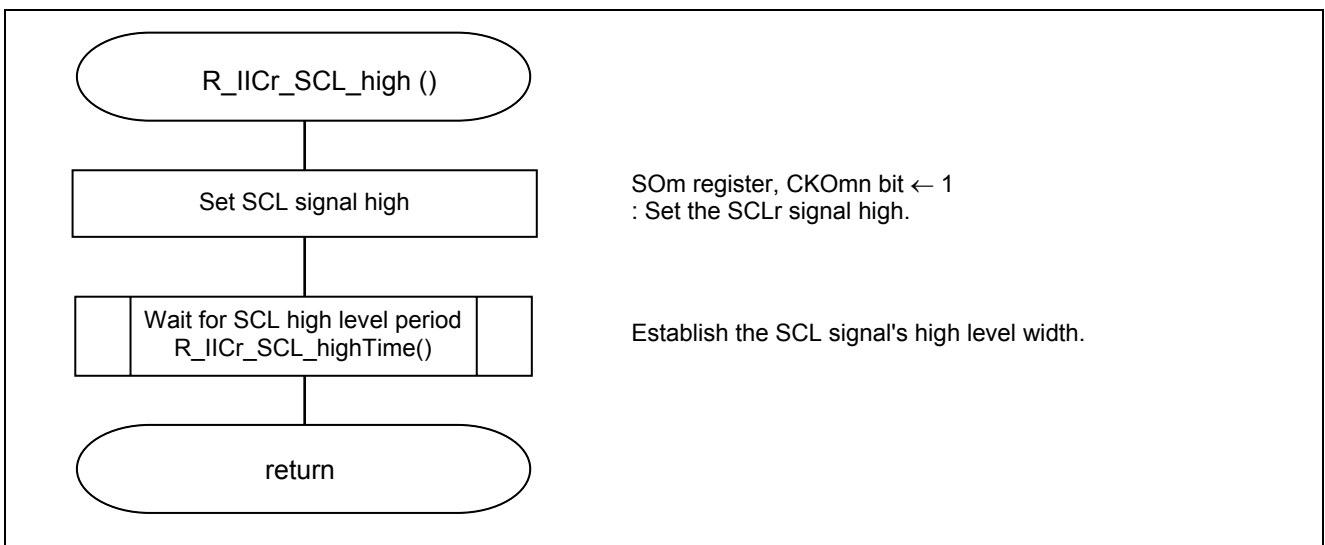 R_IICr_SCL_high ()
Set SCL signal high
SOm register, CKOmn bit ← 1
: Set the SCLr signal high.
Wait for SCL high level period
R_IICr_SCL_highTime()
Establish the SCL signal's high level width.
return